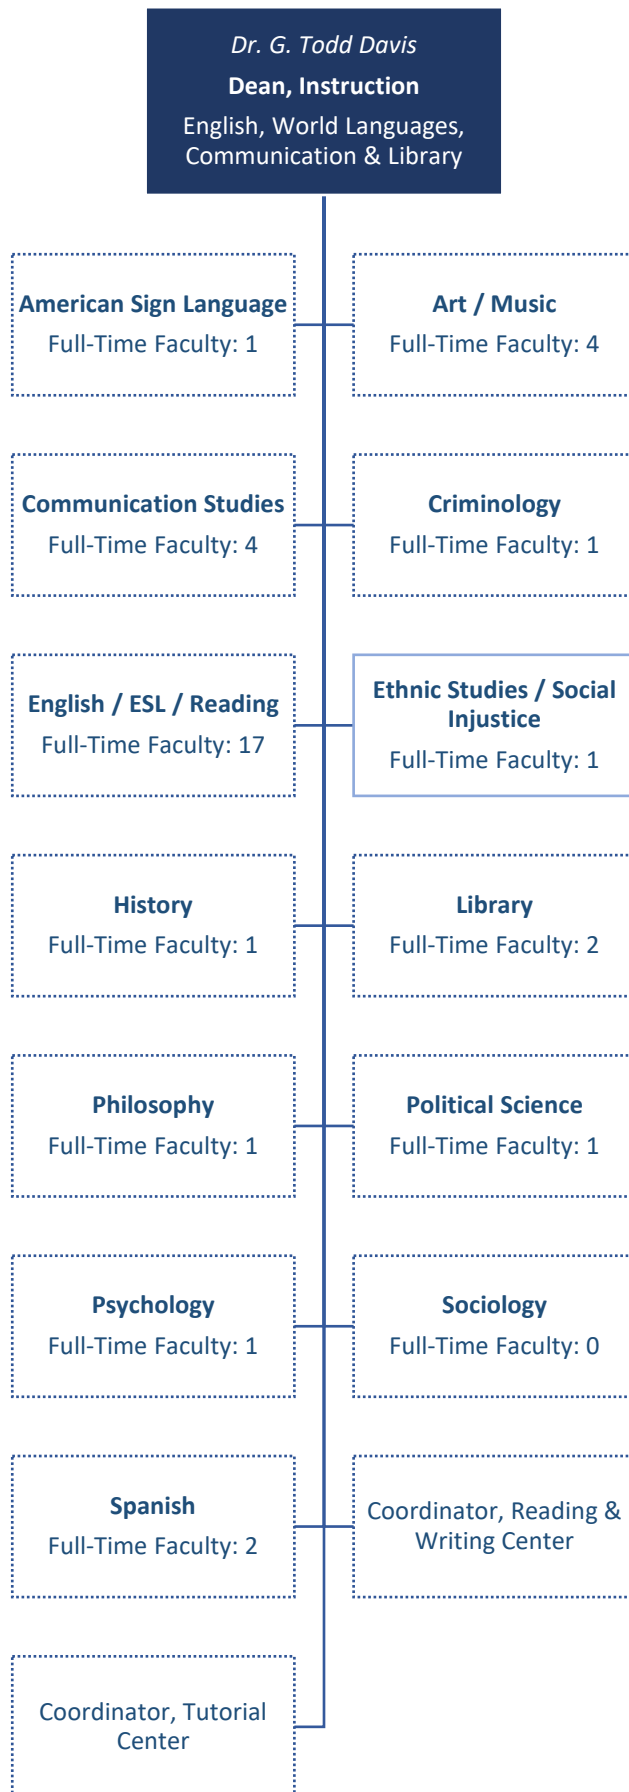 Dr. G. Todd Davis
Dean, Instruction
English, World Languages,
Communication & Library
American Sign Language
Full-Time Faculty: 1
Art / Music
Full-Time Faculty: 4
Communication Studies
Full-Time Faculty: 4
Criminology
Full-Time Faculty: 1
English / ESL / Reading
Full-Time Faculty: 17
Ethnic Studies / Social
Injustice
Full-Time Faculty: 1
History
Full-Time Faculty: 1
Library
Full-Time Faculty: 2
Philosophy
Full-Time Faculty: 1
Political Science
Full-Time Faculty: 1
Psychology
Full-Time Faculty: 1
Sociology
Full-Time Faculty: 0
Spanish
Full-Time Faculty: 2
Coordinator, Reading &
Writing Center
Coordinator, Tutorial
Center